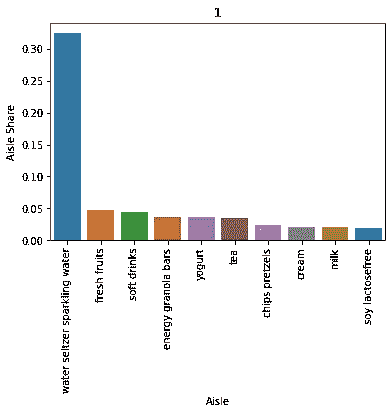 1
Aisle Share
0.30
0.25
0.20
0.15
0.10
0.05
0.00
water seltzer sparkling water
fresh fruits
soft drinks
energy granola bars
yogurt
tea
chips pretzels
cream
milk
soy lactosefree
Aisle